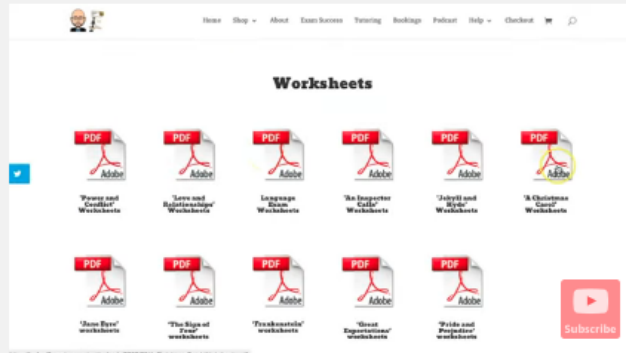 Home Shop About Exam Success Tutoring Bookings Podcast Help Checkout
Worksheets
PDF PDF PDF PDF PDF PDF
Adobe Adobe Adobe Adobe Adobe Adobe
'Power and Conflict' Worksheets
'Love and Relationships' Worksheets
Language Exam Worksheets
'An Inspector Calls' Worksheets
'Jekyll and Hyde' Worksheets
'A Christmas Carol' Worksheets
PDF PDF PDF PDF PDF
Adobe Adobe Adobe Adobe Adobe
'Jane Eyre' worksheets
'The Sign of Four' worksheets
'Frankenstein' worksheets
'Great Expectations' worksheets
'Pride and Prejudice' worksheets
Subscribe